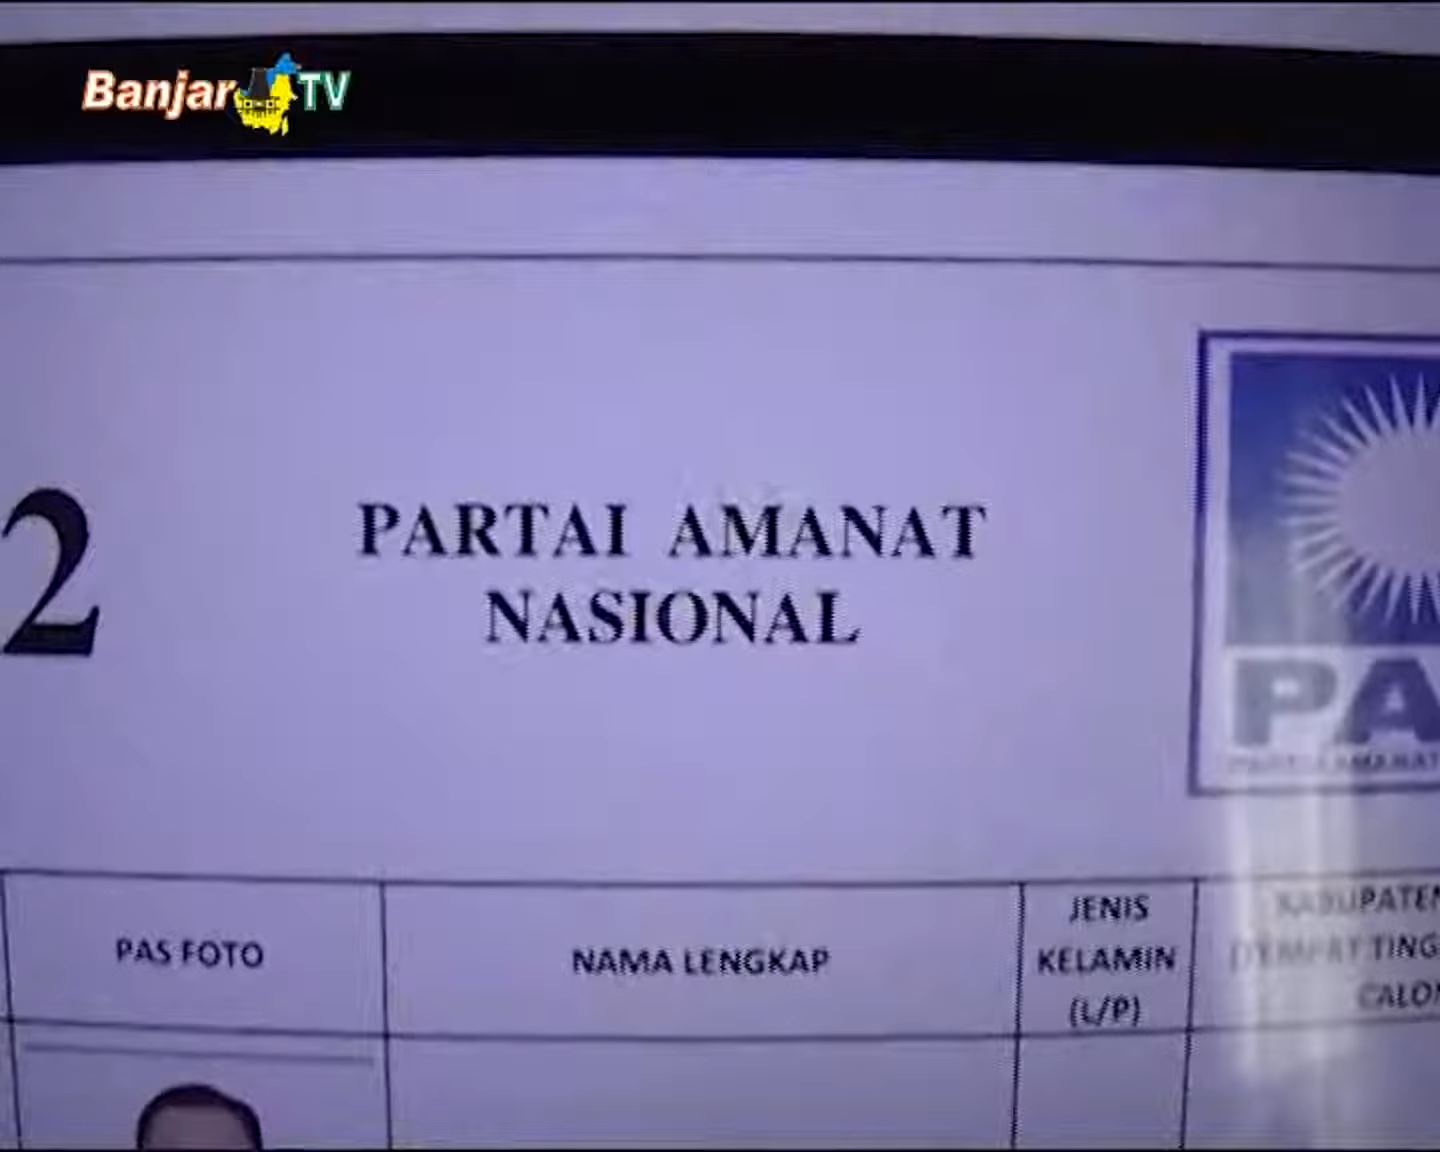 Banjar TV
2
PARTAI AMANAT
NASIONAL
PA
PAS FOTO
NAMA LENGKAP
JENIS
KELAMIN
(L/P)